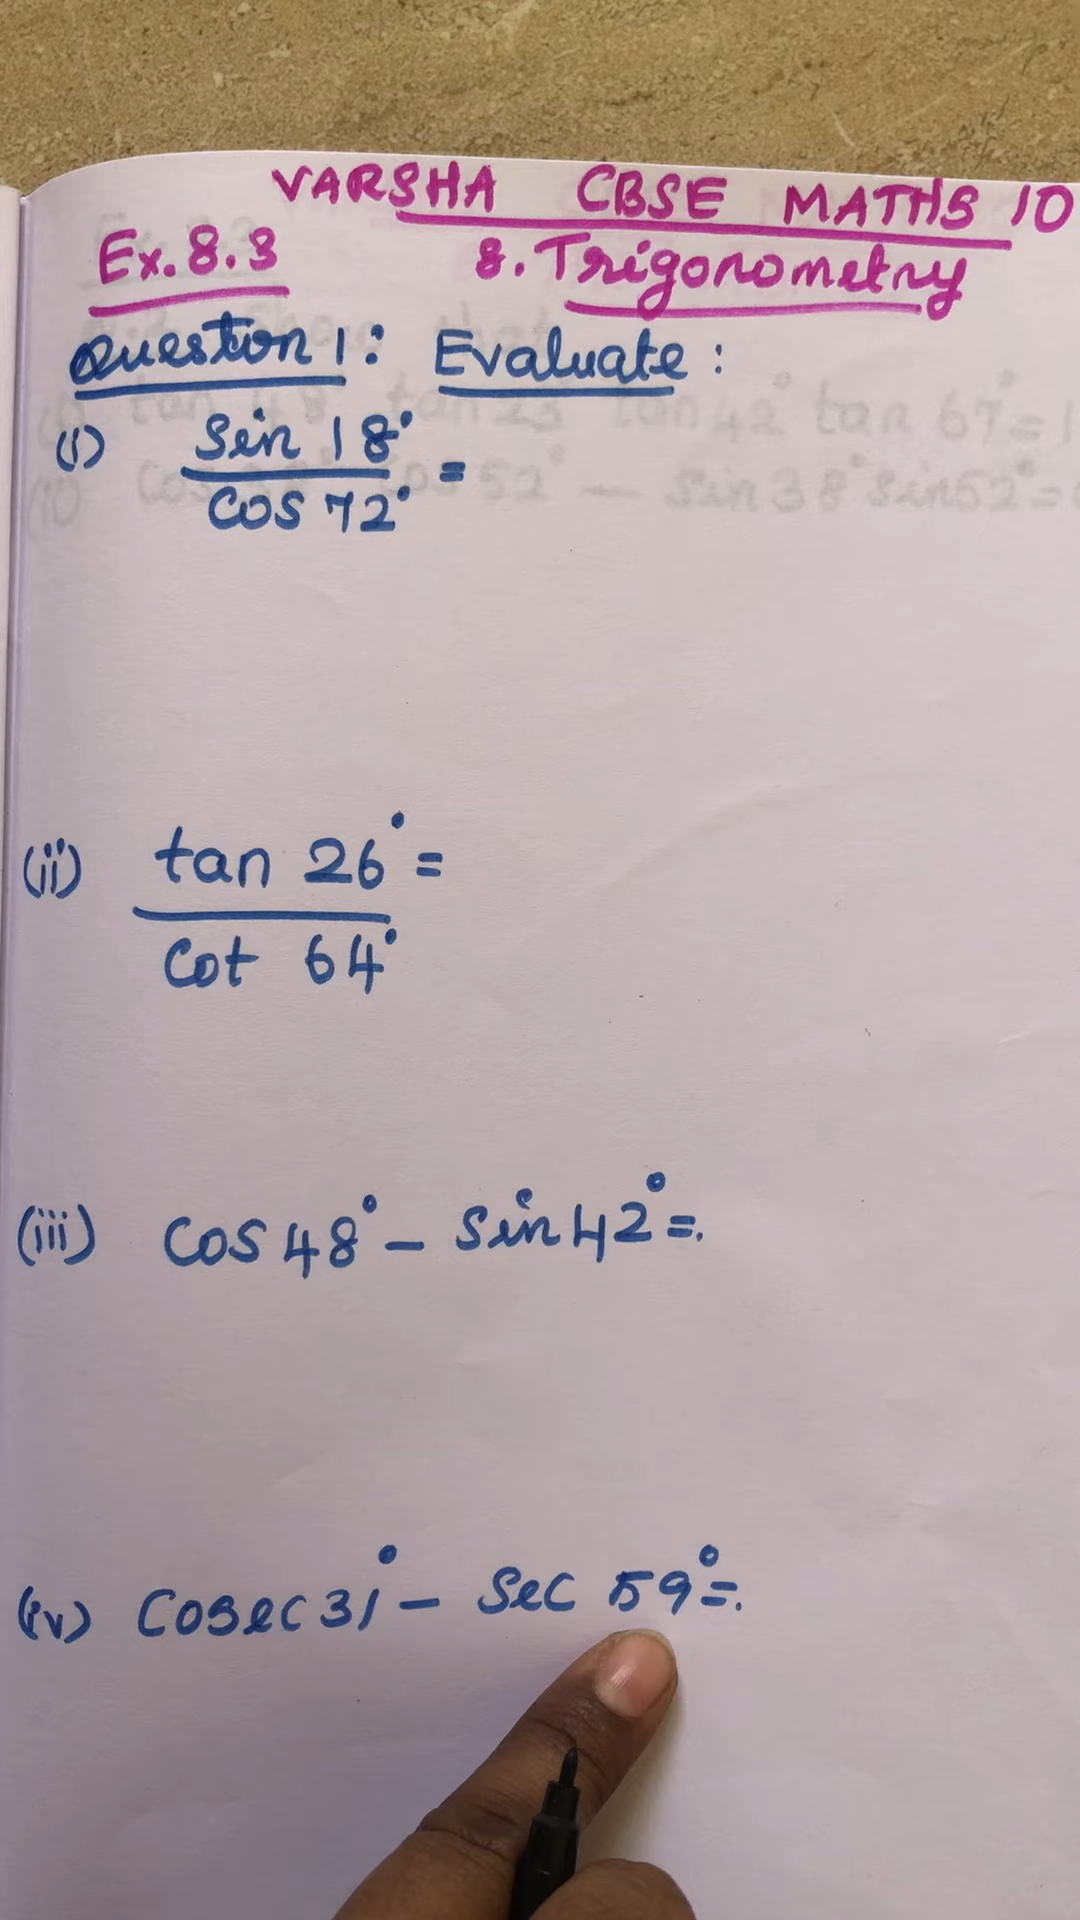 VARSHA CBSE MATHS 10
Ex. 8.3 8. Trigonometry
Question 1: Evaluate:
(i) Sin 18° =
Cos 72°
(ii) tan 26° =
Cot 64°
(iii) Cos 48° - Sin 42° =.
(iv) Cosec 31° - Sec 59° =.